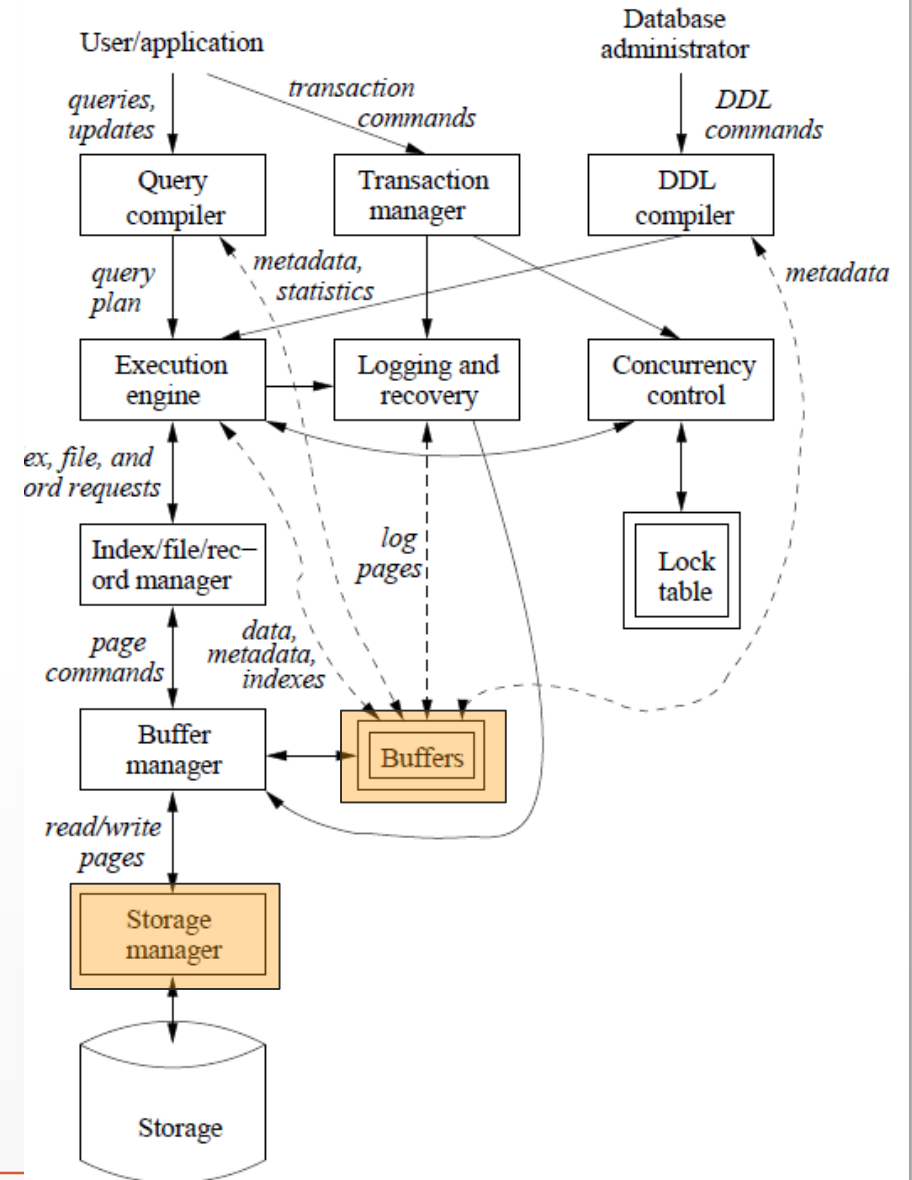 User/application
Database
administrator
queries,
updates
transaction
commands
DDL
commands
Query
compiler
Transaction
manager
DDL
compiler
query
plan
metadata,
statistics
metadata
Execution
engine
Logging and
recovery
Concurrency
control
ex, file, and
ord requests
log
pages
Index/file/rec–
ord manager
Lock
table
page
commands
data,
metadata,
indexes
Buffer
manager
Buffers
read/write
pages
Storage
manager
Storage